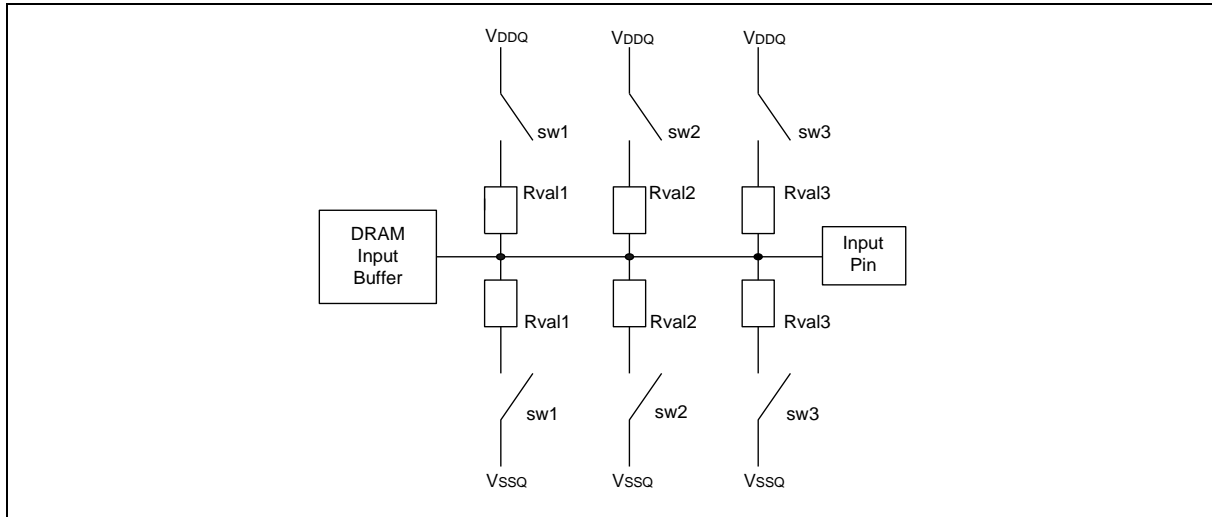 VDDQ VDDQ VDDQ
sw1 sw2 sw3
Rval1 Rval2 Rval3
DRAM
Input
Buffer
Input
Pin
Rval1 Rval2 Rval3
sw1 sw2 sw3
VSSQ VSSQ VSSQ